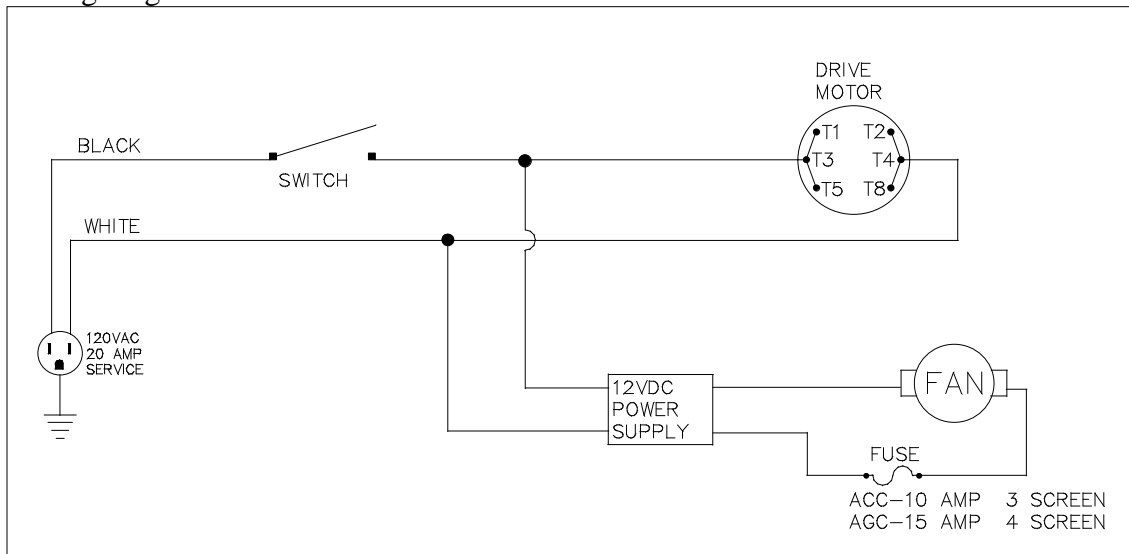 DRIVE
MOTOR
T1 T2
BLACK
T3 T4
SWITCH
T5 T8
WHITE
120VAC
20 AMP
SERVICE
12VDC
POWER
SUPPLY
FAN
FUSE
ACC-10 AMP 3 SCREEN
AGC-15 AMP 4 SCREEN